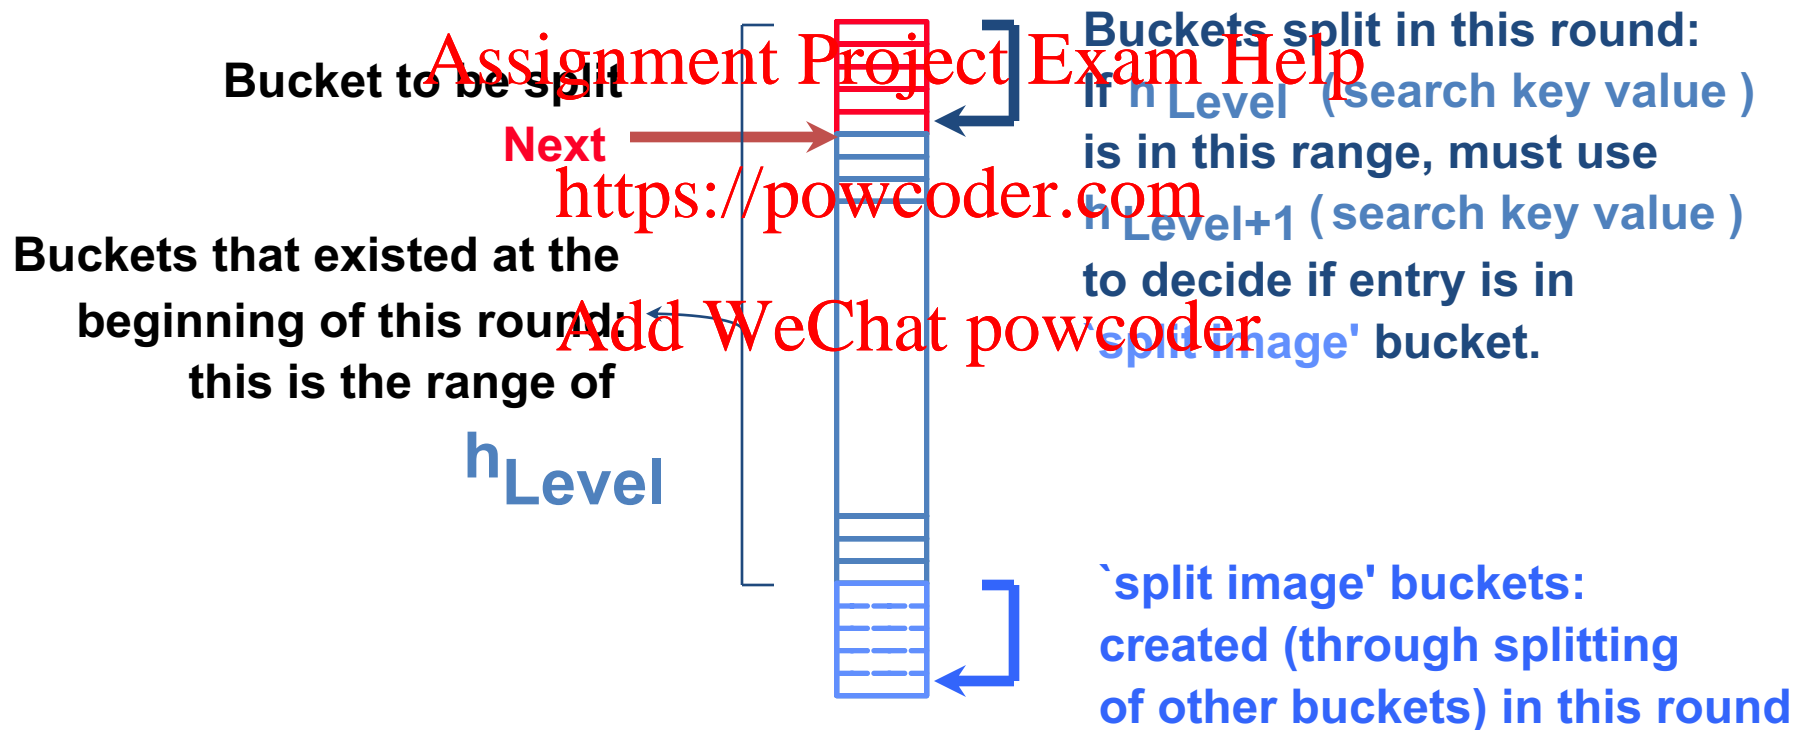 Bucket to be split
Next
Buckets that existed at the
beginning of this round:
this is the range of
hLevel
Buckets split in this round:
If h Level ( search key value )
is in this range, must use
h Level+1 ( search key value )
to decide if entry is in
`split image' bucket.
`split image' buckets:
created (through splitting
of other buckets) in this round
Assignment Project Exam Help
https://powcoder.com
Add WeChat powcoder